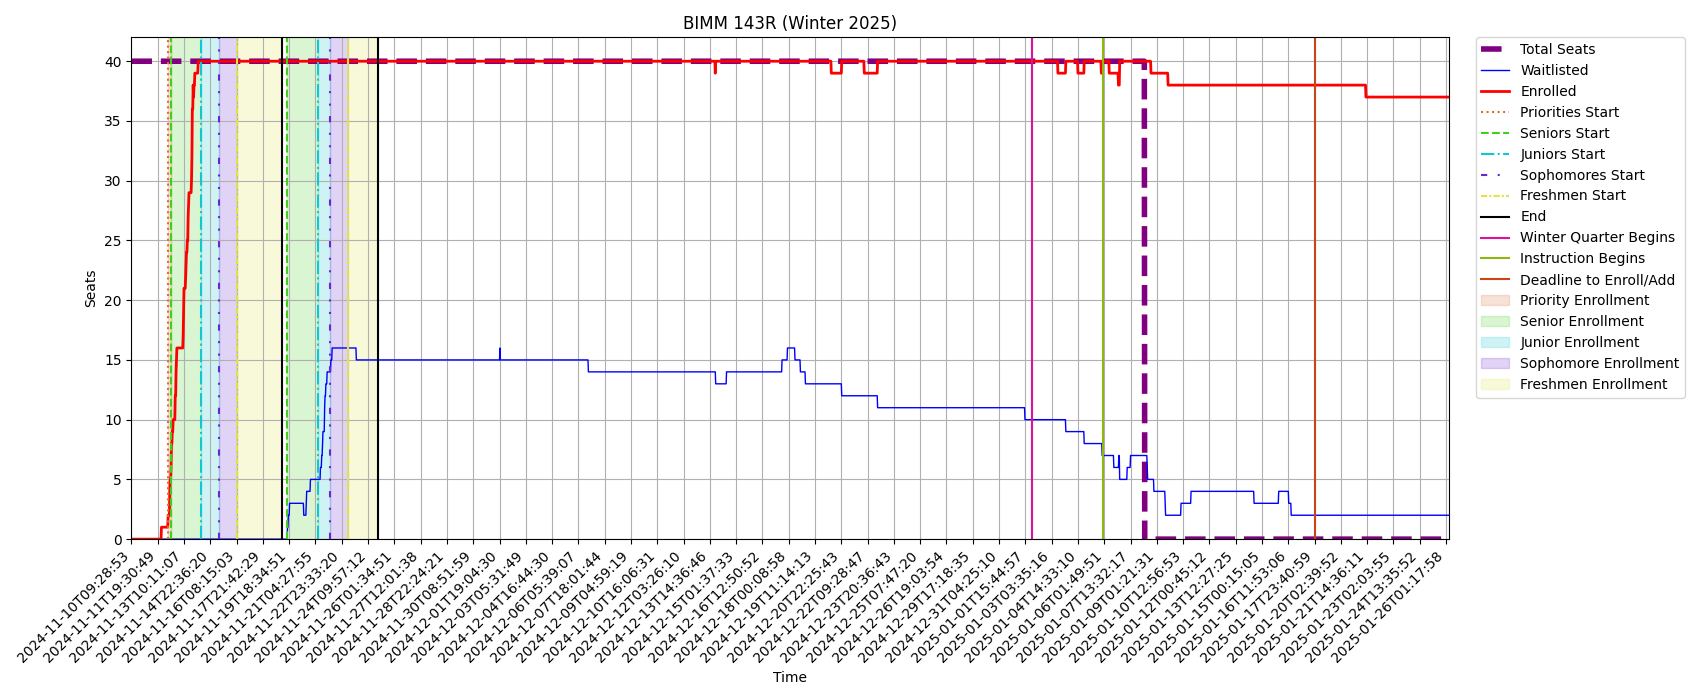 BIMM 143R (Winter 2025)
Seats
40
35
30
25
20
15
10
5
0
2024-11-10T09:28:53
2024-11-11T19:30:49
2024-11-13T10:11:07
2024-11-14T22:36:20
2024-11-16T08:15:03
2024-11-17T21:42:29
2024-11-19T18:34:51
2024-11-21T04:27:55
2024-11-22T23:33:20
2024-11-24T09:57:12
2024-11-26T01:34:51
2024-11-27T12:01:38
2024-11-30T08:51:59
2024-12-01T19:04:30
2024-12-03T05:31:49
2024-12-04T16:44:30
2024-12-06T05:39:07
2024-12-07T18:01:44
2024-12-09T04:59:19
2024-12-10T16:06:31
2024-12-12T03:26:10
2024-12-13T14:36:46
2024-12-15T01:37:33
2024-12-16T12:50:52
2024-12-18T00:08:58
2024-12-19T11:14:13
2024-12-20T22:25:43
2024-12-22T09:28:47
2024-12-23T20:36:43
2024-12-25T07:47:20
2024-12-26T19:03:54
2024-12-29T17:18:35
2024-12-31T04:25:10
2025-01-01T15:44:57
2025-01-03T03:35:16
2025-01-04T14:33:10
2025-01-06T01:49:51
2025-01-07T13:32:17
2025-01-09T01:21:31
2025-01-10T12:56:53
2025-01-12T00:45:12
2025-01-13T12:27:25
2025-01-15T00:15:05
2025-01-16T11:53:06
2025-01-17T23:40:59
2025-01-20T02:39:52
2025-01-21T14:36:11
2025-01-23T02:03:55
2025-01-24T13:35:52
2025-01-26T01:17:58
Time
Total Seats
Waitlisted
Enrolled
Priorities Start
Seniors Start
Juniors Start
Sophomores Start
Freshmen Start
End
Winter Quarter Begins
Instruction Begins
Deadline to Enroll/Add
Priority Enrollment
Senior Enrollment
Junior Enrollment
Sophomore Enrollment
Freshmen Enrollment